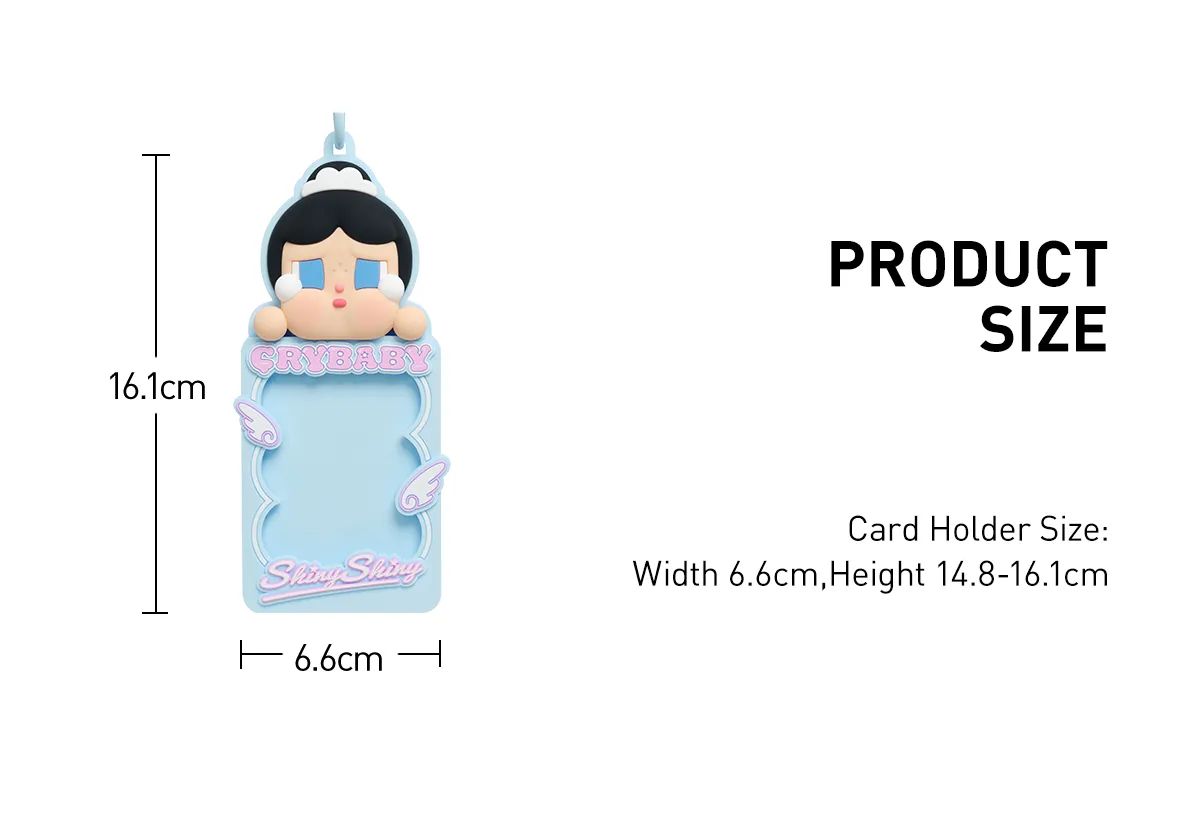 PRODUCT
SIZE
16.1cm
CRYBABY
Shiny Shiny
6.6cm
Card Holder Size:
Width 6.6cm,Height 14.8-16.1cm